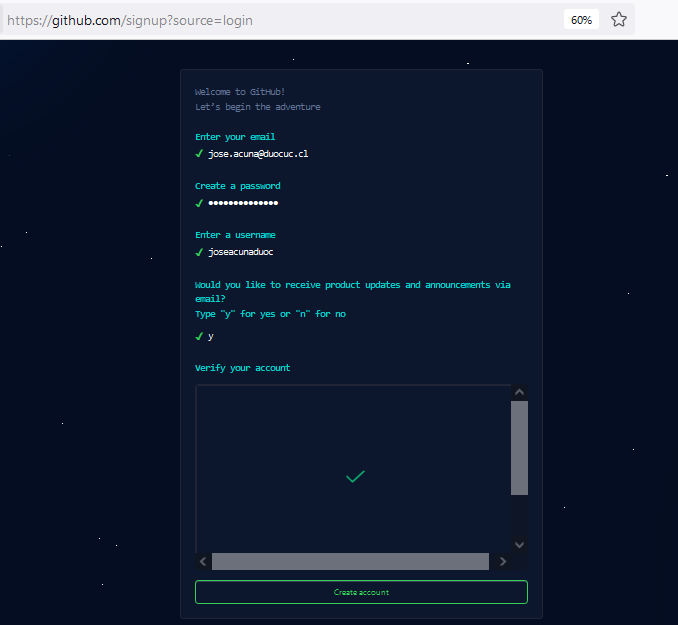 https://github.com/signup?source=login
60%
Welcome to GitHub!
Let's begin the adventure
Enter your email
✓ jose.acuna@duocuc.cl
Create a password
✓ ••••••••••••••
Enter a username
✓ joseacunaduoc
Would you like to receive product updates and announcements via
email?
Type "y" for yes or "n" for no
✓ y
Verify your account
Create account